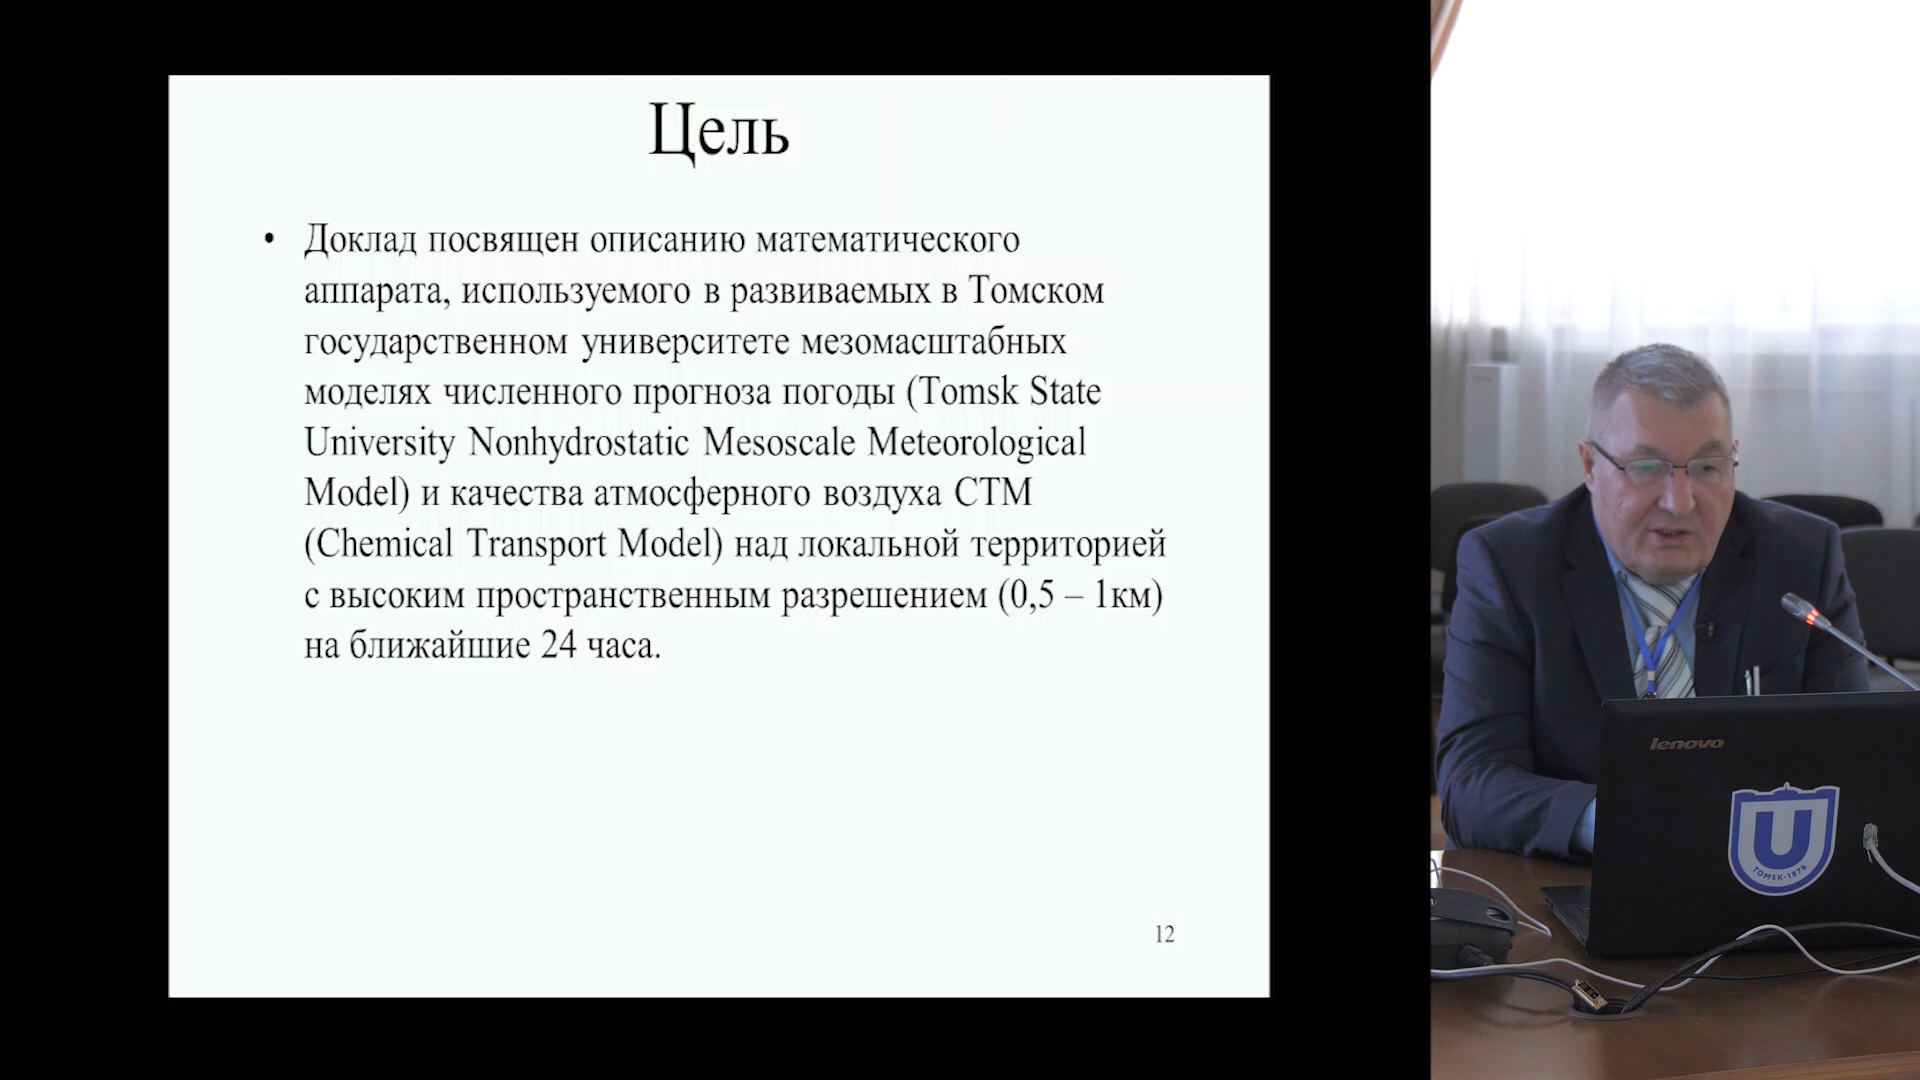 Цель
• Доклад посвящен описанию математического
аппарата, используемого в развиваемых в Томском
государственном университете мезомасштабных
моделях численного прогноза погоды (Tomsk State
University Nonhydrostatic Mesoscale Meteorological
Model) и качества атмосферного воздуха CTM
(Chemical Transport Model) над локальной территорией
с высоким пространственным разрешением (0,5 – 1км)
на ближайшие 24 часа.
12
lenovo
U
TOMSK-1878